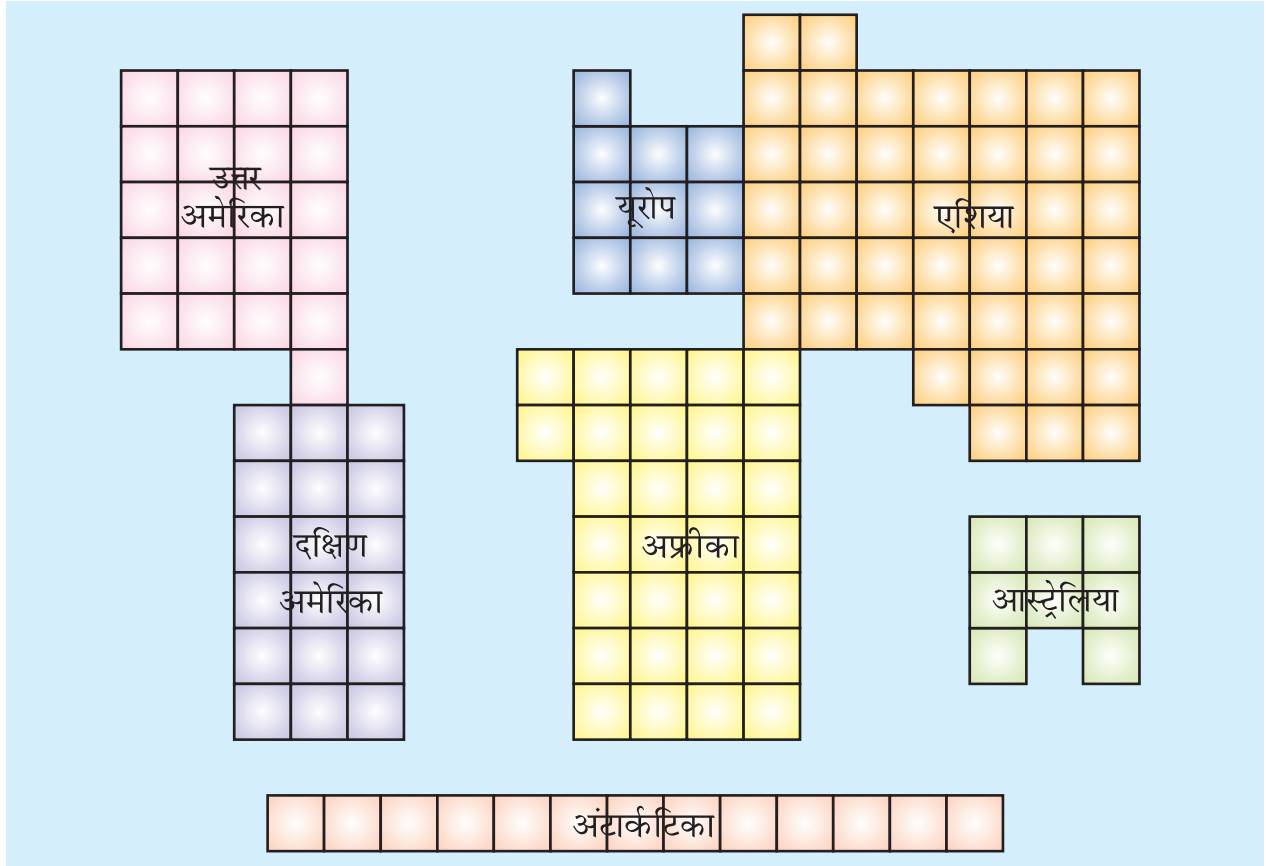 उत्तर
अमेरिका
यूरोप
एशिया
दक्षिण
अमेरिका
अफ्रीका
आस्ट्रेलिया
अंटार्कटिका